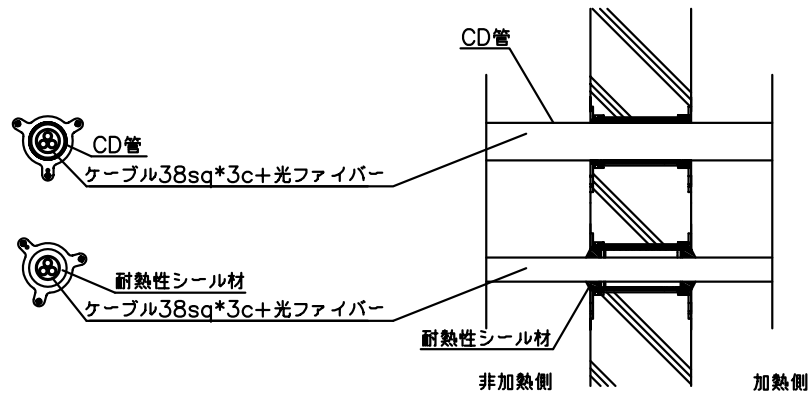 CD管
CD管
ケーブル38sq*3c+光ファイバー
耐熱性シール材
ケーブル38sq*3c+光ファイバー
耐熱性シール材
非加熱側
加熱側